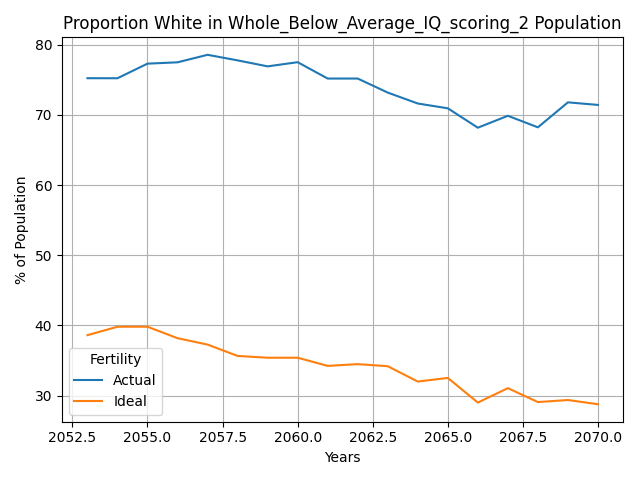 Proportion White in Whole_Below_Average_IQ_scoring_2 Population
% of Population
80
70
60
50
40
30
Fertility
Actual
Ideal
2052.5 2055.0 2057.5 2060.0 2062.5 2065.0 2067.5 2070.0
Years